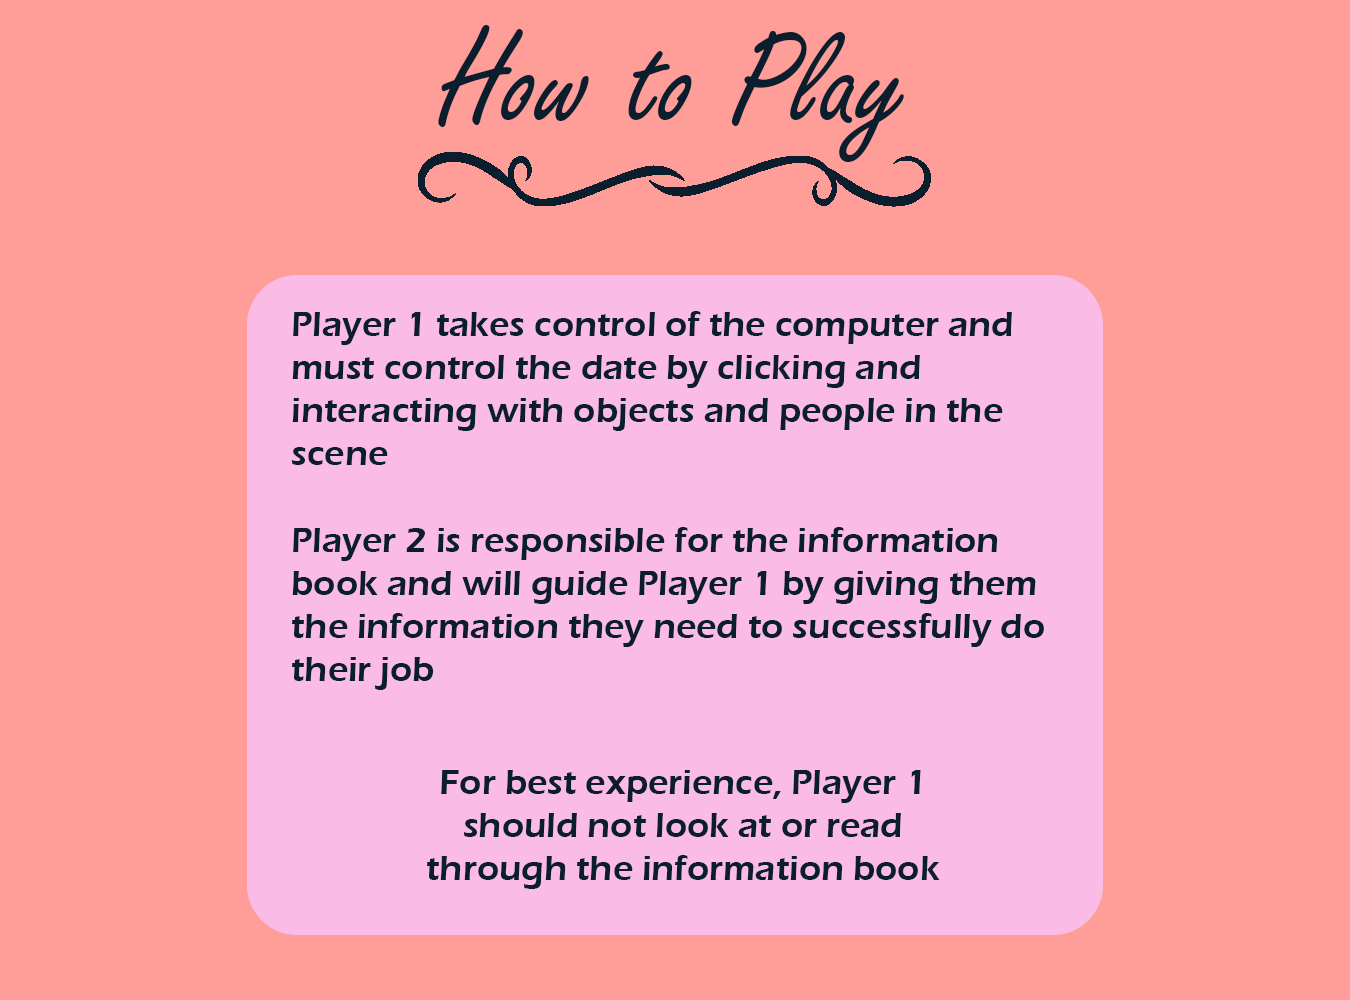 How to Play
Player 1 takes control of the computer and
must control the date by clicking and
interacting with objects and people in the
scene
Player 2 is responsible for the information
book and will guide Player 1 by giving them
the information they need to successfully do
their job
For best experience, Player 1
should not look at or read
through the information book